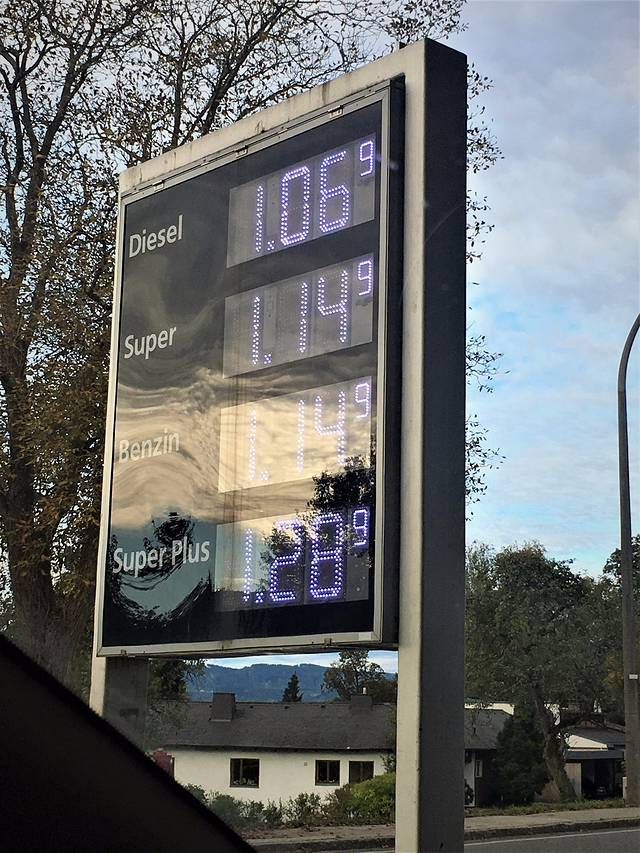 Diesel 1.06⁹
Super 1.14⁹
Benzin 1.14⁹
Super Plus 1.28⁹